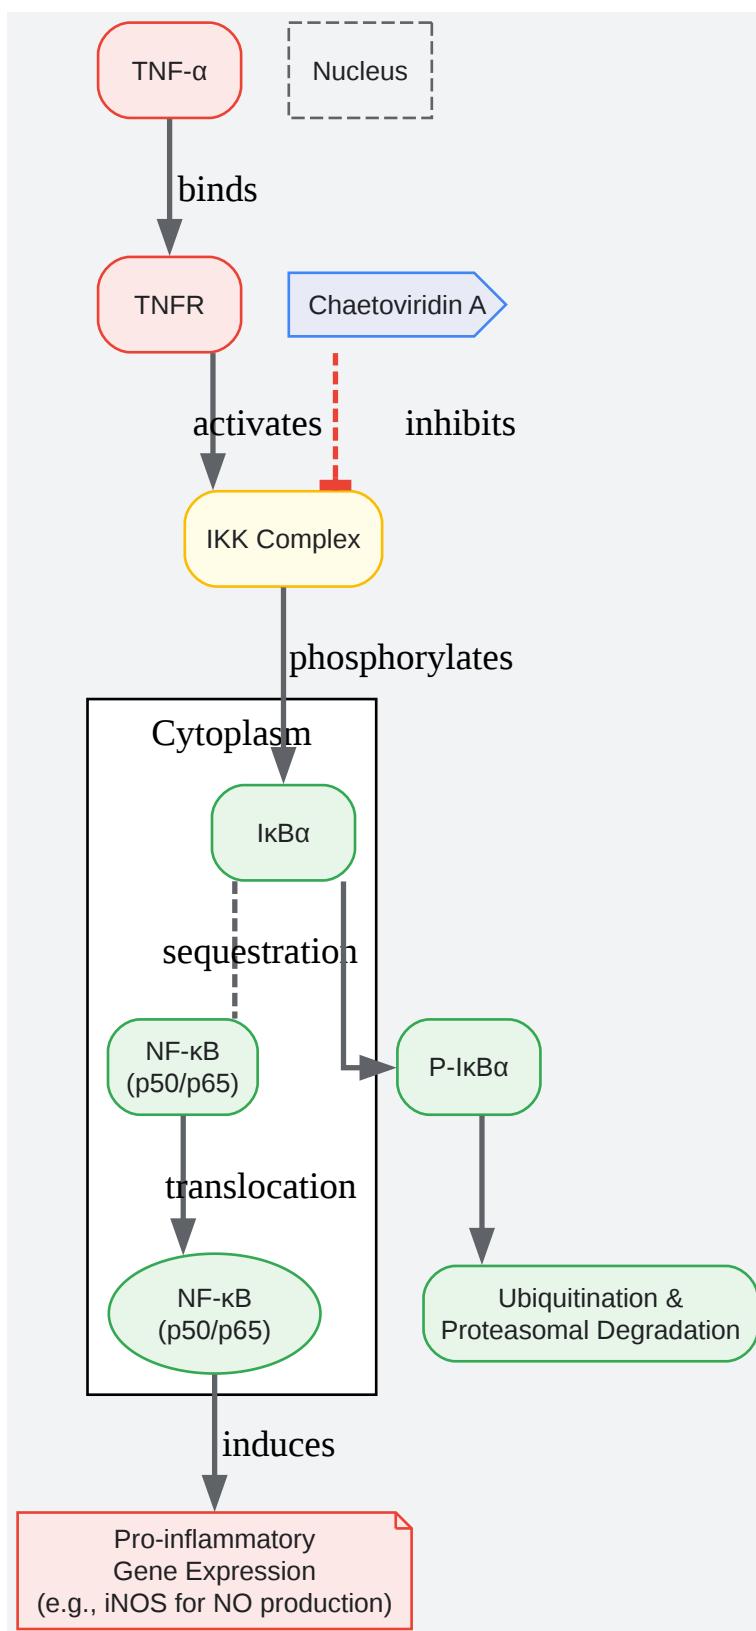 TNF-α
Nucleus
binds
TNFR
Chaetoviridin A
activates
inhibits
IKK Complex
phosphorylates
Cytoplasm
IκBα
sequestration
NF-κB
(p50/p65)
P-IκBα
translocation
NF-κB
(p50/p65)
Ubiquitination &
Proteasomal Degradation
induces
Pro-inflammatory
Gene Expression
(e.g., iNOS for NO production)